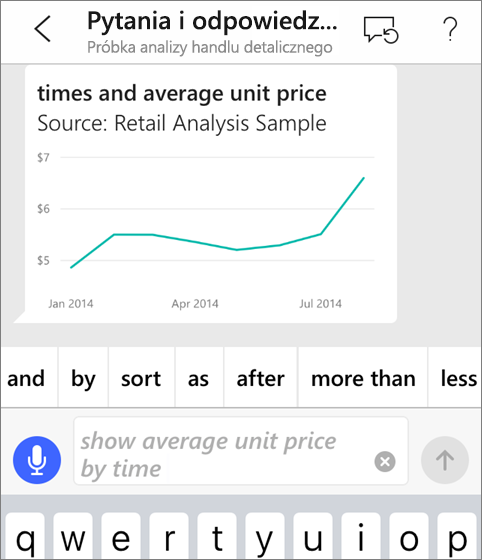 Pytania i odpowiedz...
Próbka analizy handlu detalicznego
?
times and average unit price
Source: Retail Analysis Sample
$7
$6
$5
Jan 2014 Apr 2014 Jul 2014
and by sort as after more than less
show average unit price
by time
q w e r t y u i o p